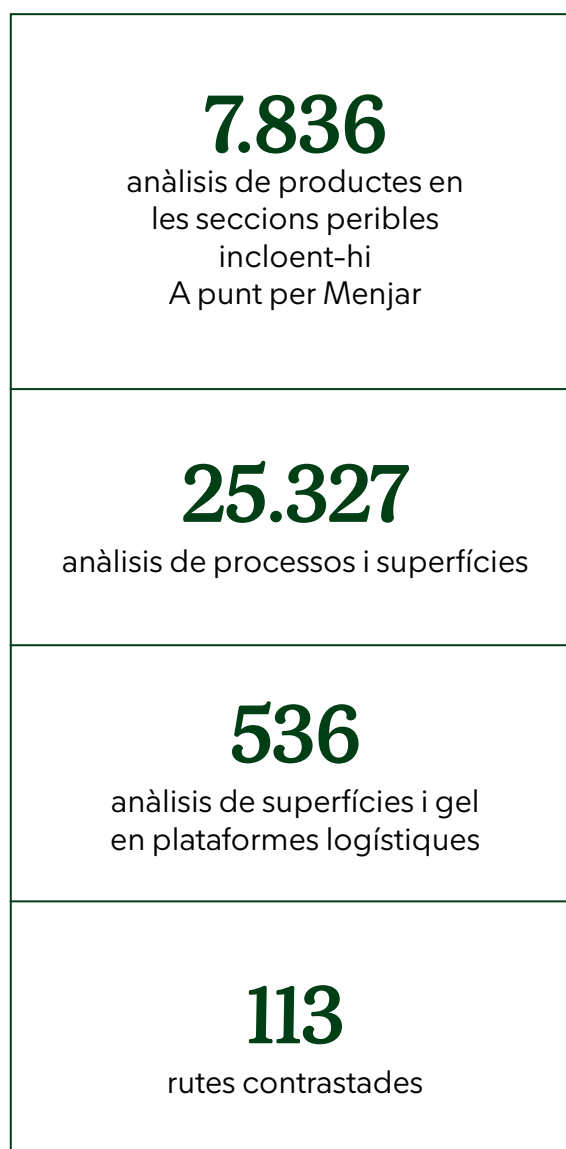 7.836
anàlisis de productes en
les seccions peribles
incloent-hi
A punt per Menjar
25.327
anàlisis de processos i superfícies
536
anàlisis de superfícies i gel
en plataformes logístiques
113
rutes contrastades